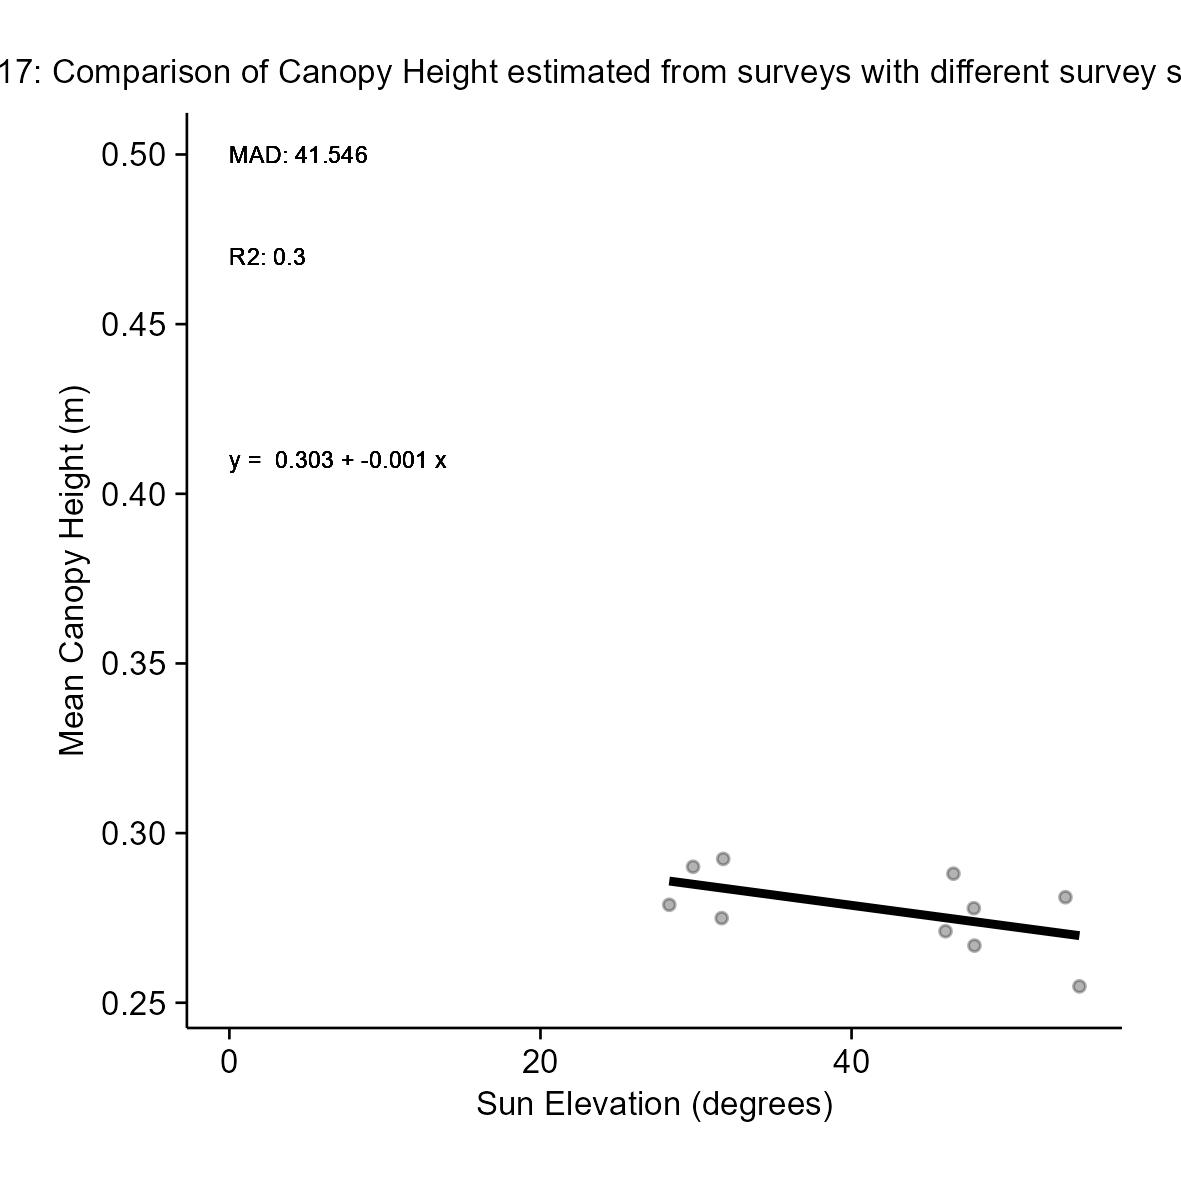 17: Comparison of Canopy Height estimated from surveys with different survey s
0.50
MAD: 41.546
R2: 0.3
0.45
y =  0.303 + -0.001 x
0.40
Mean Canopy Height (m)
0.35
0.30
0.25
0 20 40
Sun Elevation (degrees)